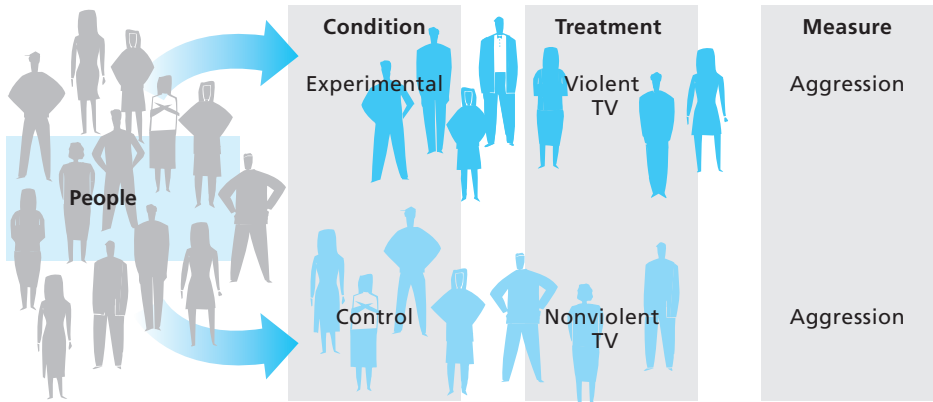 Condition
Treatment
Measure
Experimental
Violent
TV
Aggression
People
Control
Nonviolent
TV
Aggression